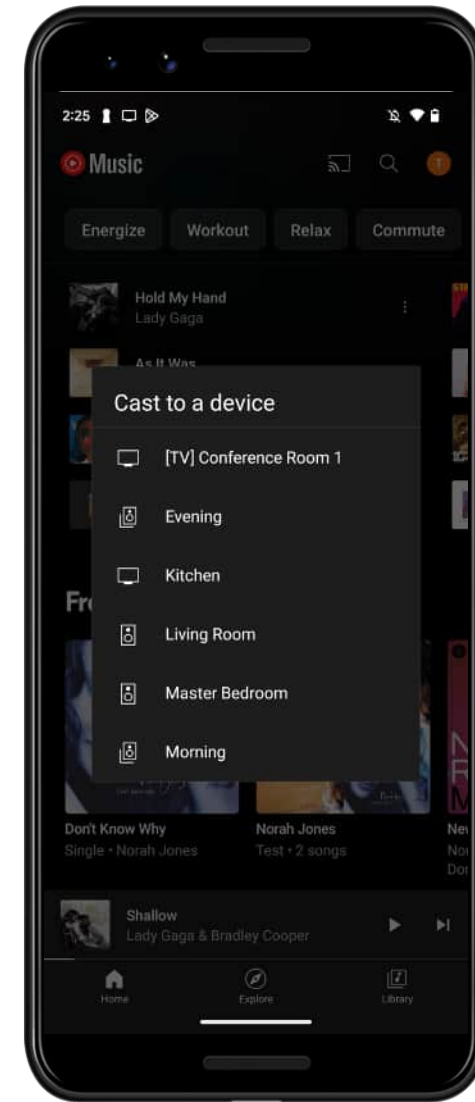 2:25
Music
T
Energize Workout Relax Commute
Hold My Hand
Lady Gaga
As It Was
Cast to a device
[TV] Conference Room 1
Evening
Kitchen
Living Room
Master Bedroom
Morning
Don't Know Why
Single • Norah Jones
Norah Jones
Test • 2 songs
Shallow
Lady Gaga & Bradley Cooper
Home
Explore
Library